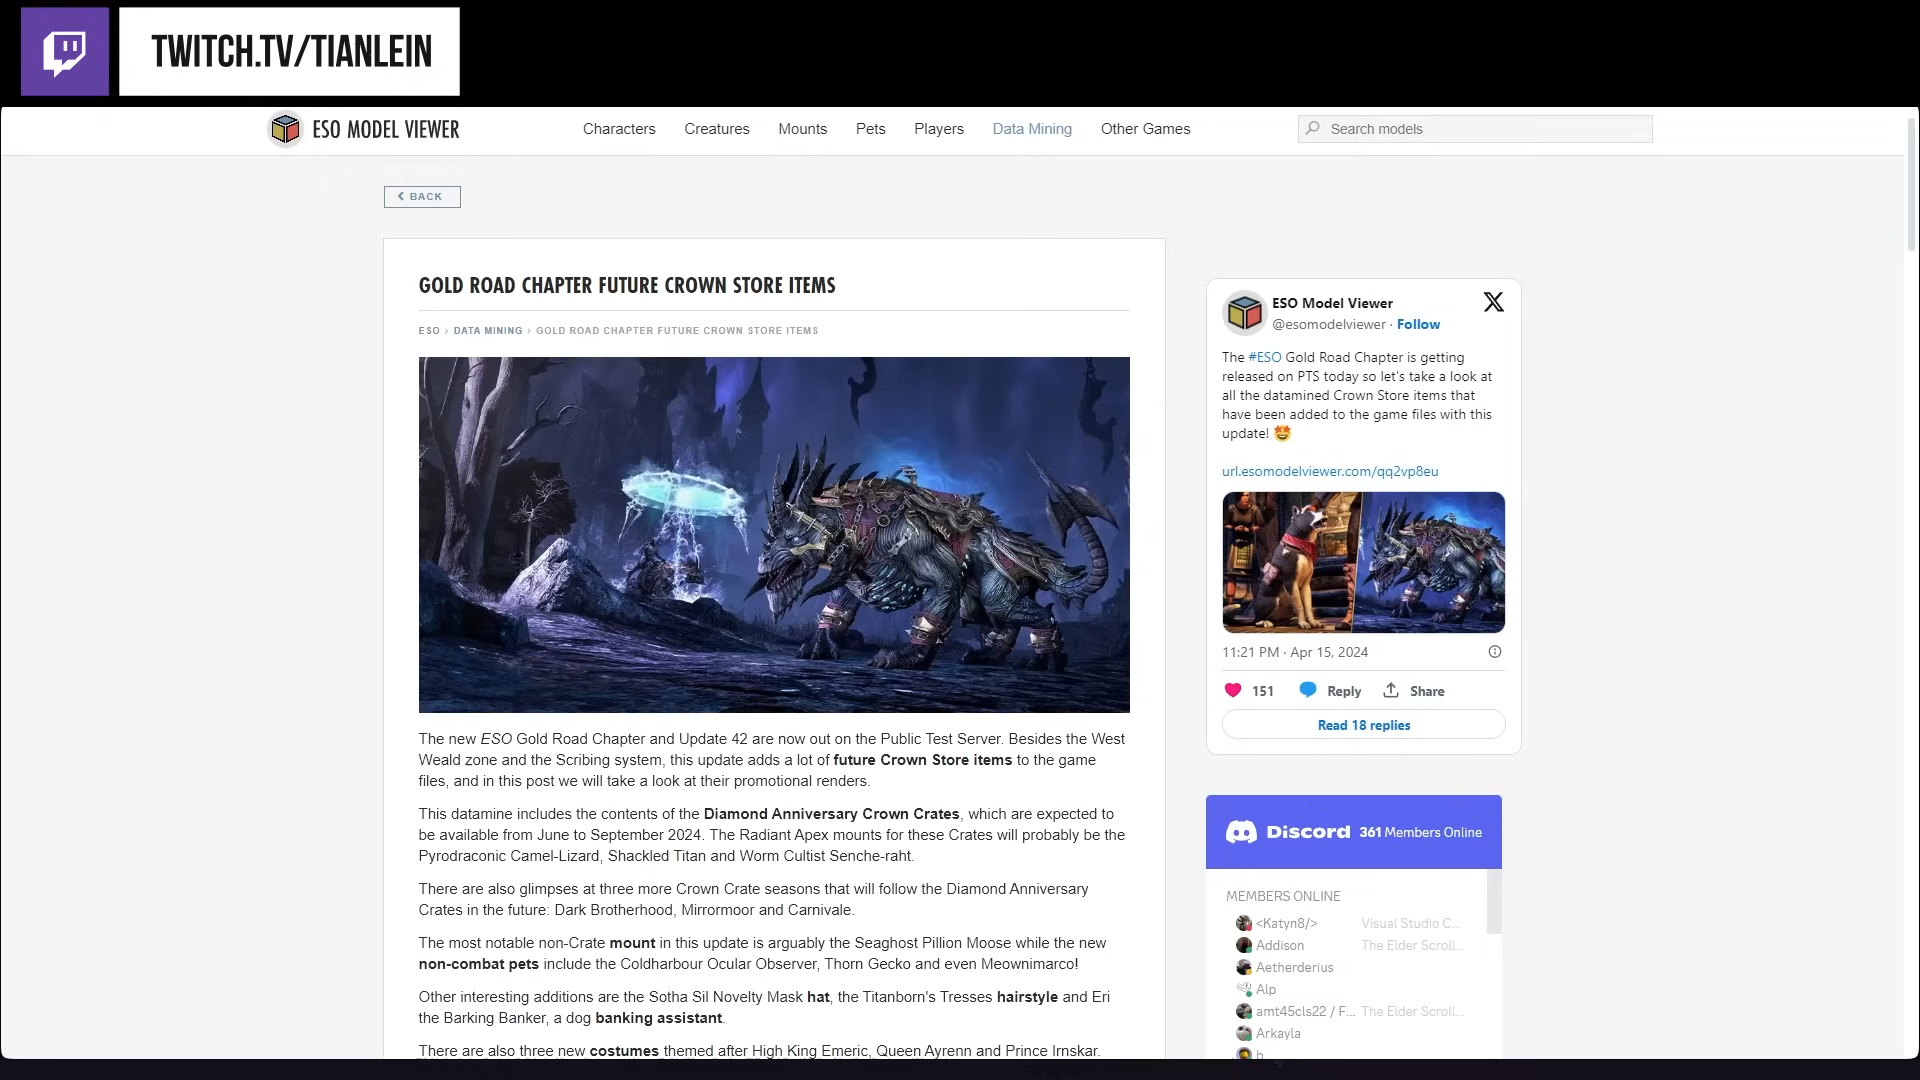 TWITCH.TV/TIANLEIN
ESO MODEL VIEWER
Characters
Creatures
Mounts
Pets
Players
Data Mining
Other Games
Search models
BACK
GOLD ROAD CHAPTER FUTURE CROWN STORE ITEMS
ESO › DATA MINING › GOLD ROAD CHAPTER FUTURE CROWN STORE ITEMS
The new ESO Gold Road Chapter and Update 42 are now out on the Public Test Server. Besides the West
Weald zone and the Scribing system, this update adds a lot of future Crown Store items to the game
files, and in this post we will take a look at their promotional renders.
This datamine includes the contents of the Diamond Anniversary Crown Crates, which are expected to
be available from June to September 2024. The Radiant Apex mounts for these Crates will probably be the
Pyrodraconic Camel-Lizard, Shackled Titan and Worm Cultist Senche-raht.
There are also glimpses at three more Crown Crate seasons that will follow the Diamond Anniversary
Crates in the future: Dark Brotherhood, Mirrormoor and Carnivale.
The most notable non-Crate mount in this update is arguably the Seaghost Pillion Moose while the new
non-combat pets include the Coldharbour Ocular Observer, Thorn Gecko and even Meownimarco!
Other interesting additions are the Sotha Sil Novelty Mask hat, the Titanborn's Tresses hairstyle and Eri
the Barking Banker, a dog banking assistant.
There are also three new costumes themed after High King Emeric, Queen Ayrenn and Prince Irnskar.
ESO Model Viewer
@esomodelviewer · Follow
The #ESO Gold Road Chapter is getting
released on PTS today so let's take a look at
all the datamined Crown Store items that
have been added to the game files with this
update! 🤩
url.esomodelviewer.com/qq2vp8eu
11:21 PM · Apr 15, 2024
151
Reply
Share
Read 18 replies
Discord 361 Members Online
MEMBERS ONLINE
<Katyn8/> Visual Studio C...
Addison The Elder Scroll...
Aetherderius
Alp
amt45cls22 / F... The Elder Scroll...
Arkayla
b